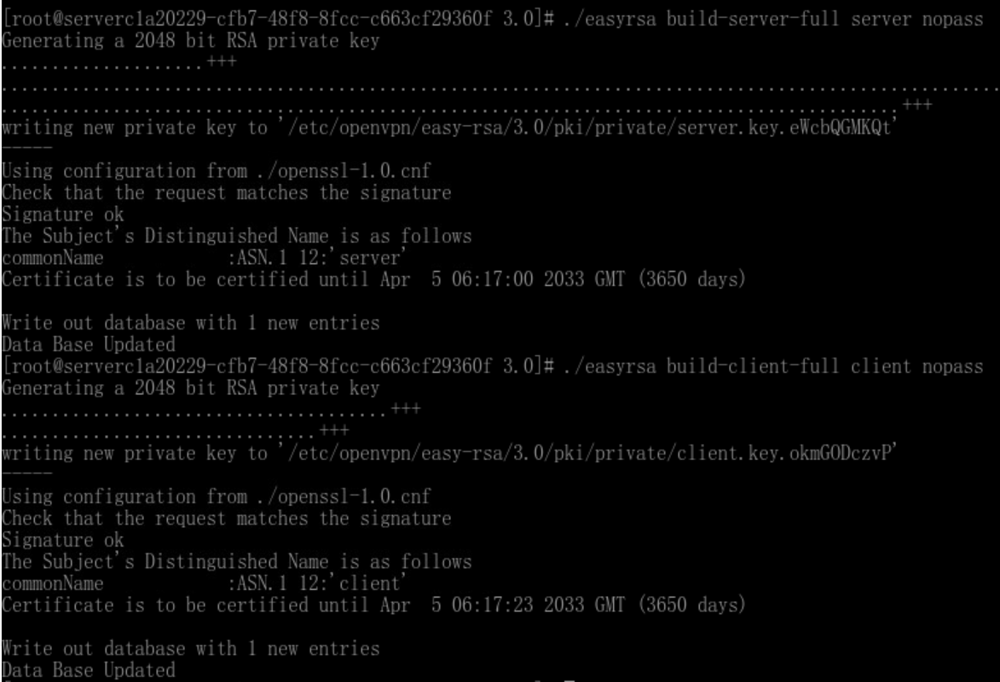 [root@serverc1a20229-cfb7-48f8-8fcc-c663cf29360f 3.0]# ./easyrsa build-server-full server nopass
Generating a 2048 bit RSA private key
....................+++
.................................................................................................
.......................................................................................+++
writing new private key to '/etc/openvpn/easy-rsa/3.0/pki/private/server.key.eWcbQGMKQt'
-----
Using configuration from ./openssl-1.0.cnf
Check that the request matches the signature
Signature ok
The Subject's Distinguished Name is as follows
commonName            :ASN.1 12:'server'
Certificate is to be certified until Apr  5 06:17:00 2033 GMT (3650 days)

Write out database with 1 new entries
Data Base Updated
[root@serverc1a20229-cfb7-48f8-8fcc-c663cf29360f 3.0]# ./easyrsa build-client-full client nopass
Generating a 2048 bit RSA private key
......................................+++
...............................+++
writing new private key to '/etc/openvpn/easy-rsa/3.0/pki/private/client.key.okmGODczvP'
-----
Using configuration from ./openssl-1.0.cnf
Check that the request matches the signature
Signature ok
The Subject's Distinguished Name is as follows
commonName            :ASN.1 12:'client'
Certificate is to be certified until Apr  5 06:17:23 2033 GMT (3650 days)

Write out database with 1 new entries
Data Base Updated